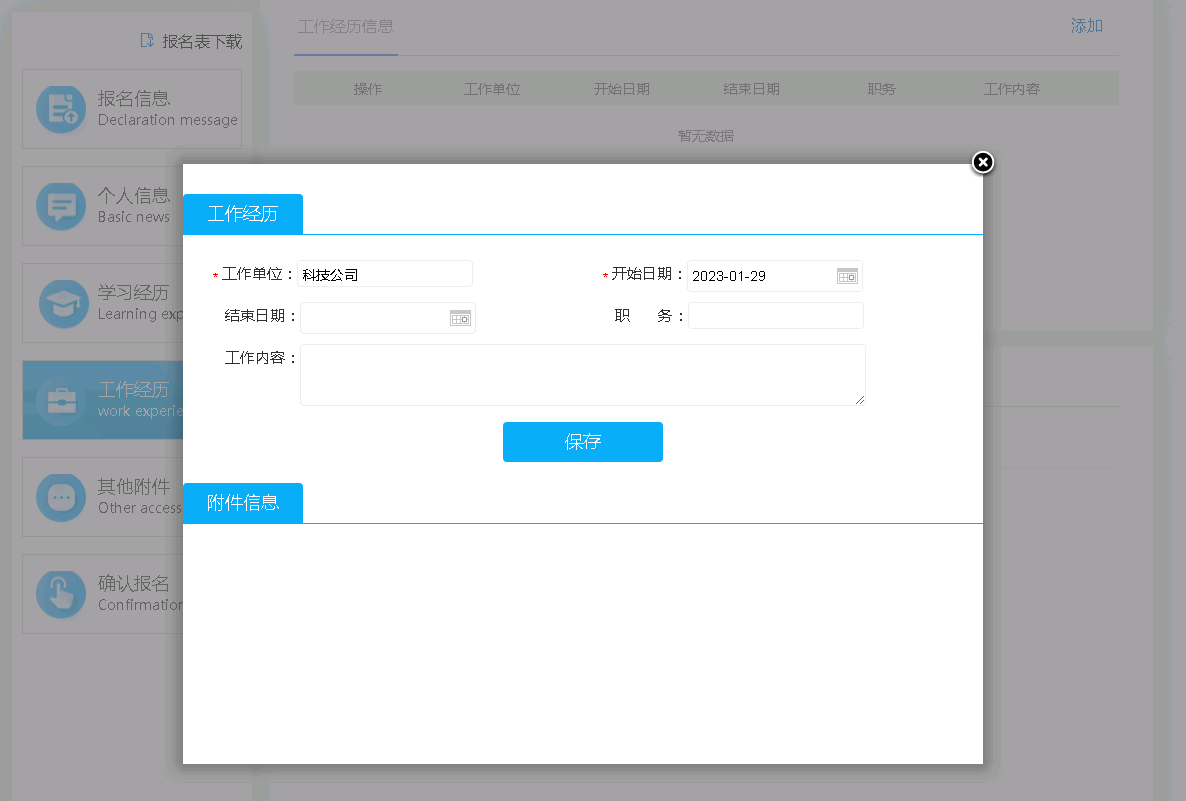 报名表下载
报名信息
Declaration message
个人信息
Basic news
学习经历
Learning exp
工作经历
work experie
其他附件
Other access
确认报名
Confirmation
工作经历信息
添加
操作 工作单位 开始日期 结束日期 职务 工作内容
暂无数据
工作经历
*工作单位：科技公司 *开始日期：2023-01-29
结束日期： 职 务：
工作内容：
保存
附件信息